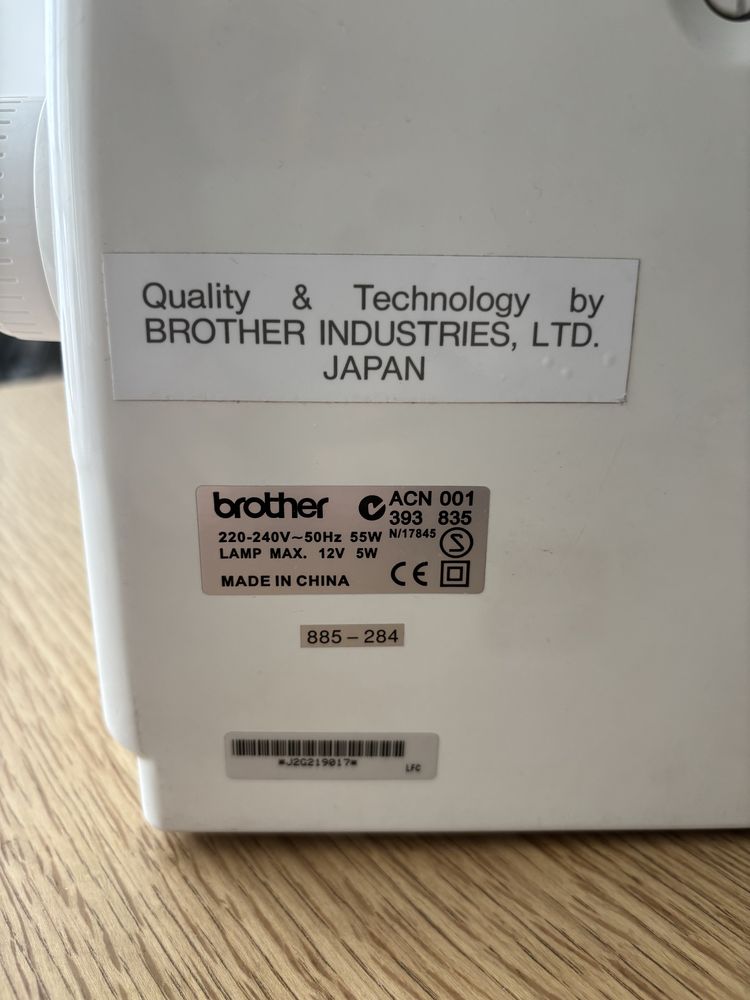 Quality & Technology by
BROTHER INDUSTRIES, LTD.
JAPAN
brother
ACN 001
393 835
220-240V~50Hz 55W
N/17845
LAMP MAX. 12V 5W
MADE IN CHINA
S
CE
885-284
*J2G219017*
LFC